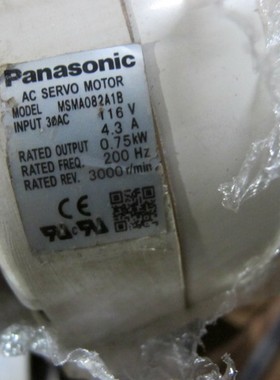 Panasonic
AC SERVO MOTOR
MODEL MSMA082A1B
INPUT 3øAC 116 V
4.3 A
RATED OUTPUT 0.75kW
RATED FREQ. 200 Hz
RATED REV. 3000r/min
CE